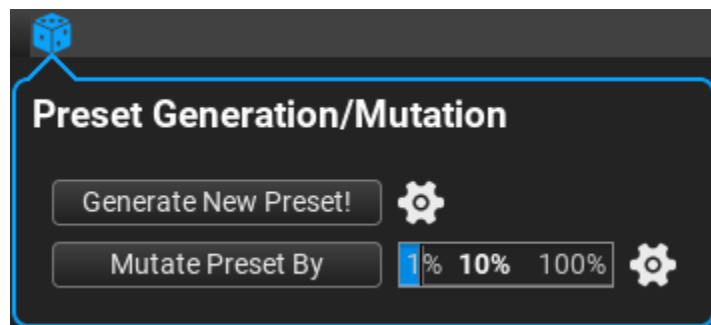 Preset Generation/Mutation
Generate New Preset!
Mutate Preset By 1% 10% 100%